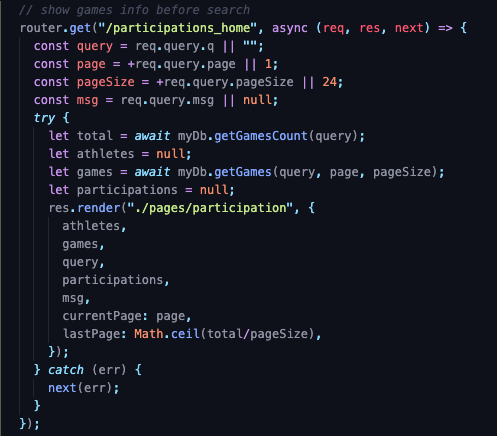 // show games info before search
router.get("/participations_home", async (req, res, next) => {
  const query = req.query.q || "";
  const page = +req.query.page || 1;
  const pageSize = +req.query.pageSize || 24;
  const msg = req.query.msg || null;
  try {
    let total = await myDb.getGamesCount(query);
    let athletes = null;
    let games = await myDb.getGames(query, page, pageSize);
    let participations = null;
    res.render("./pages/participation", {
      athletes,
      games,
      query,
      participations,
      msg,
      currentPage: page,
      lastPage: Math.ceil(total/pageSize),
    });
  } catch (err) {
    next(err);
  }
});